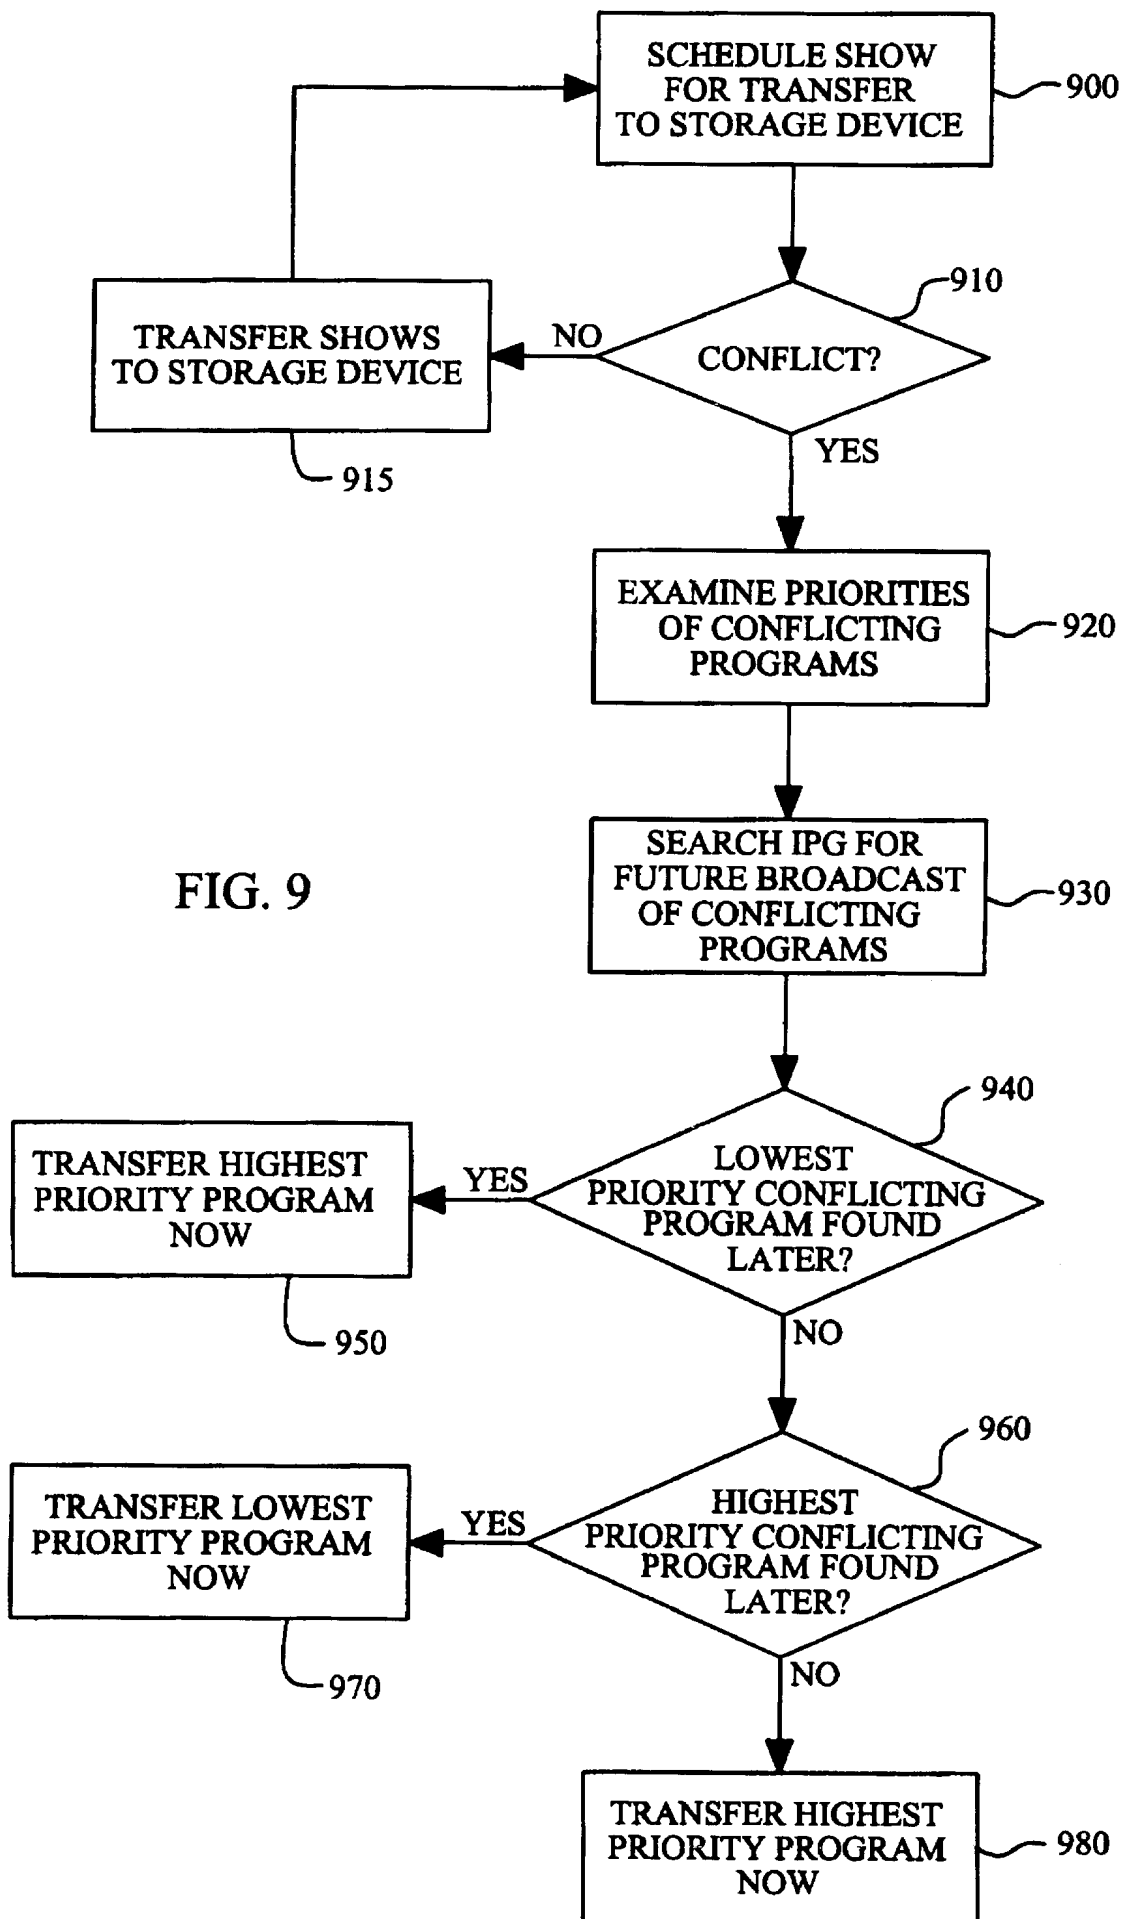 SCHEDULE SHOW
FOR TRANSFER
TO STORAGE DEVICE
900
910
CONFLICT?
NO
TRANSFER SHOWS
TO STORAGE DEVICE
915
YES
EXAMINE PRIORITIES
OF CONFLICTING
PROGRAMS
920
SEARCH IPG FOR
FUTURE BROADCAST
OF CONFLICTING
PROGRAMS
930
FIG. 9
940
LOWEST
PRIORITY CONFLICTING
PROGRAM FOUND
LATER?
YES
TRANSFER HIGHEST
PRIORITY PROGRAM
NOW
950
NO
960
HIGHEST
PRIORITY CONFLICTING
PROGRAM FOUND
LATER?
YES
TRANSFER LOWEST
PRIORITY PROGRAM
NOW
970
NO
TRANSFER HIGHEST
PRIORITY PROGRAM
NOW
980